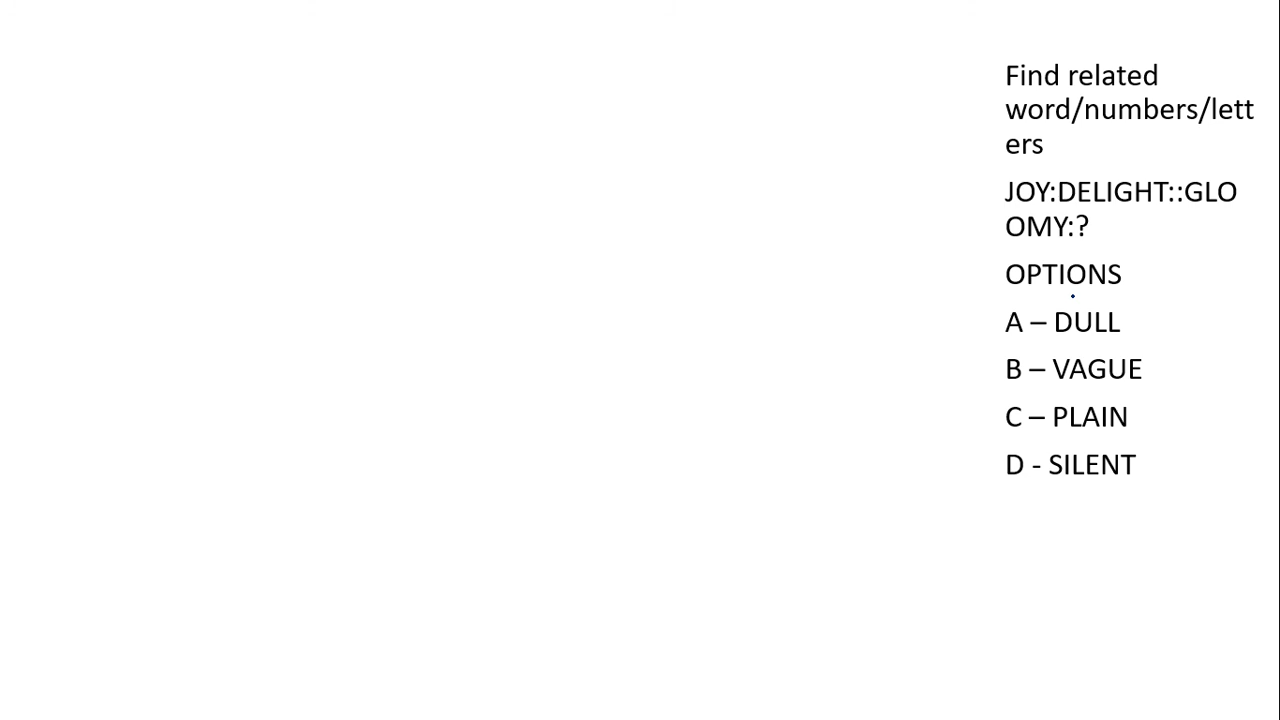 Find related
word/numbers/lett
ers
JOY:DELIGHT::GLO
OMY:?
OPTIONS
A – DULL
B – VAGUE
C – PLAIN
D - SILENT